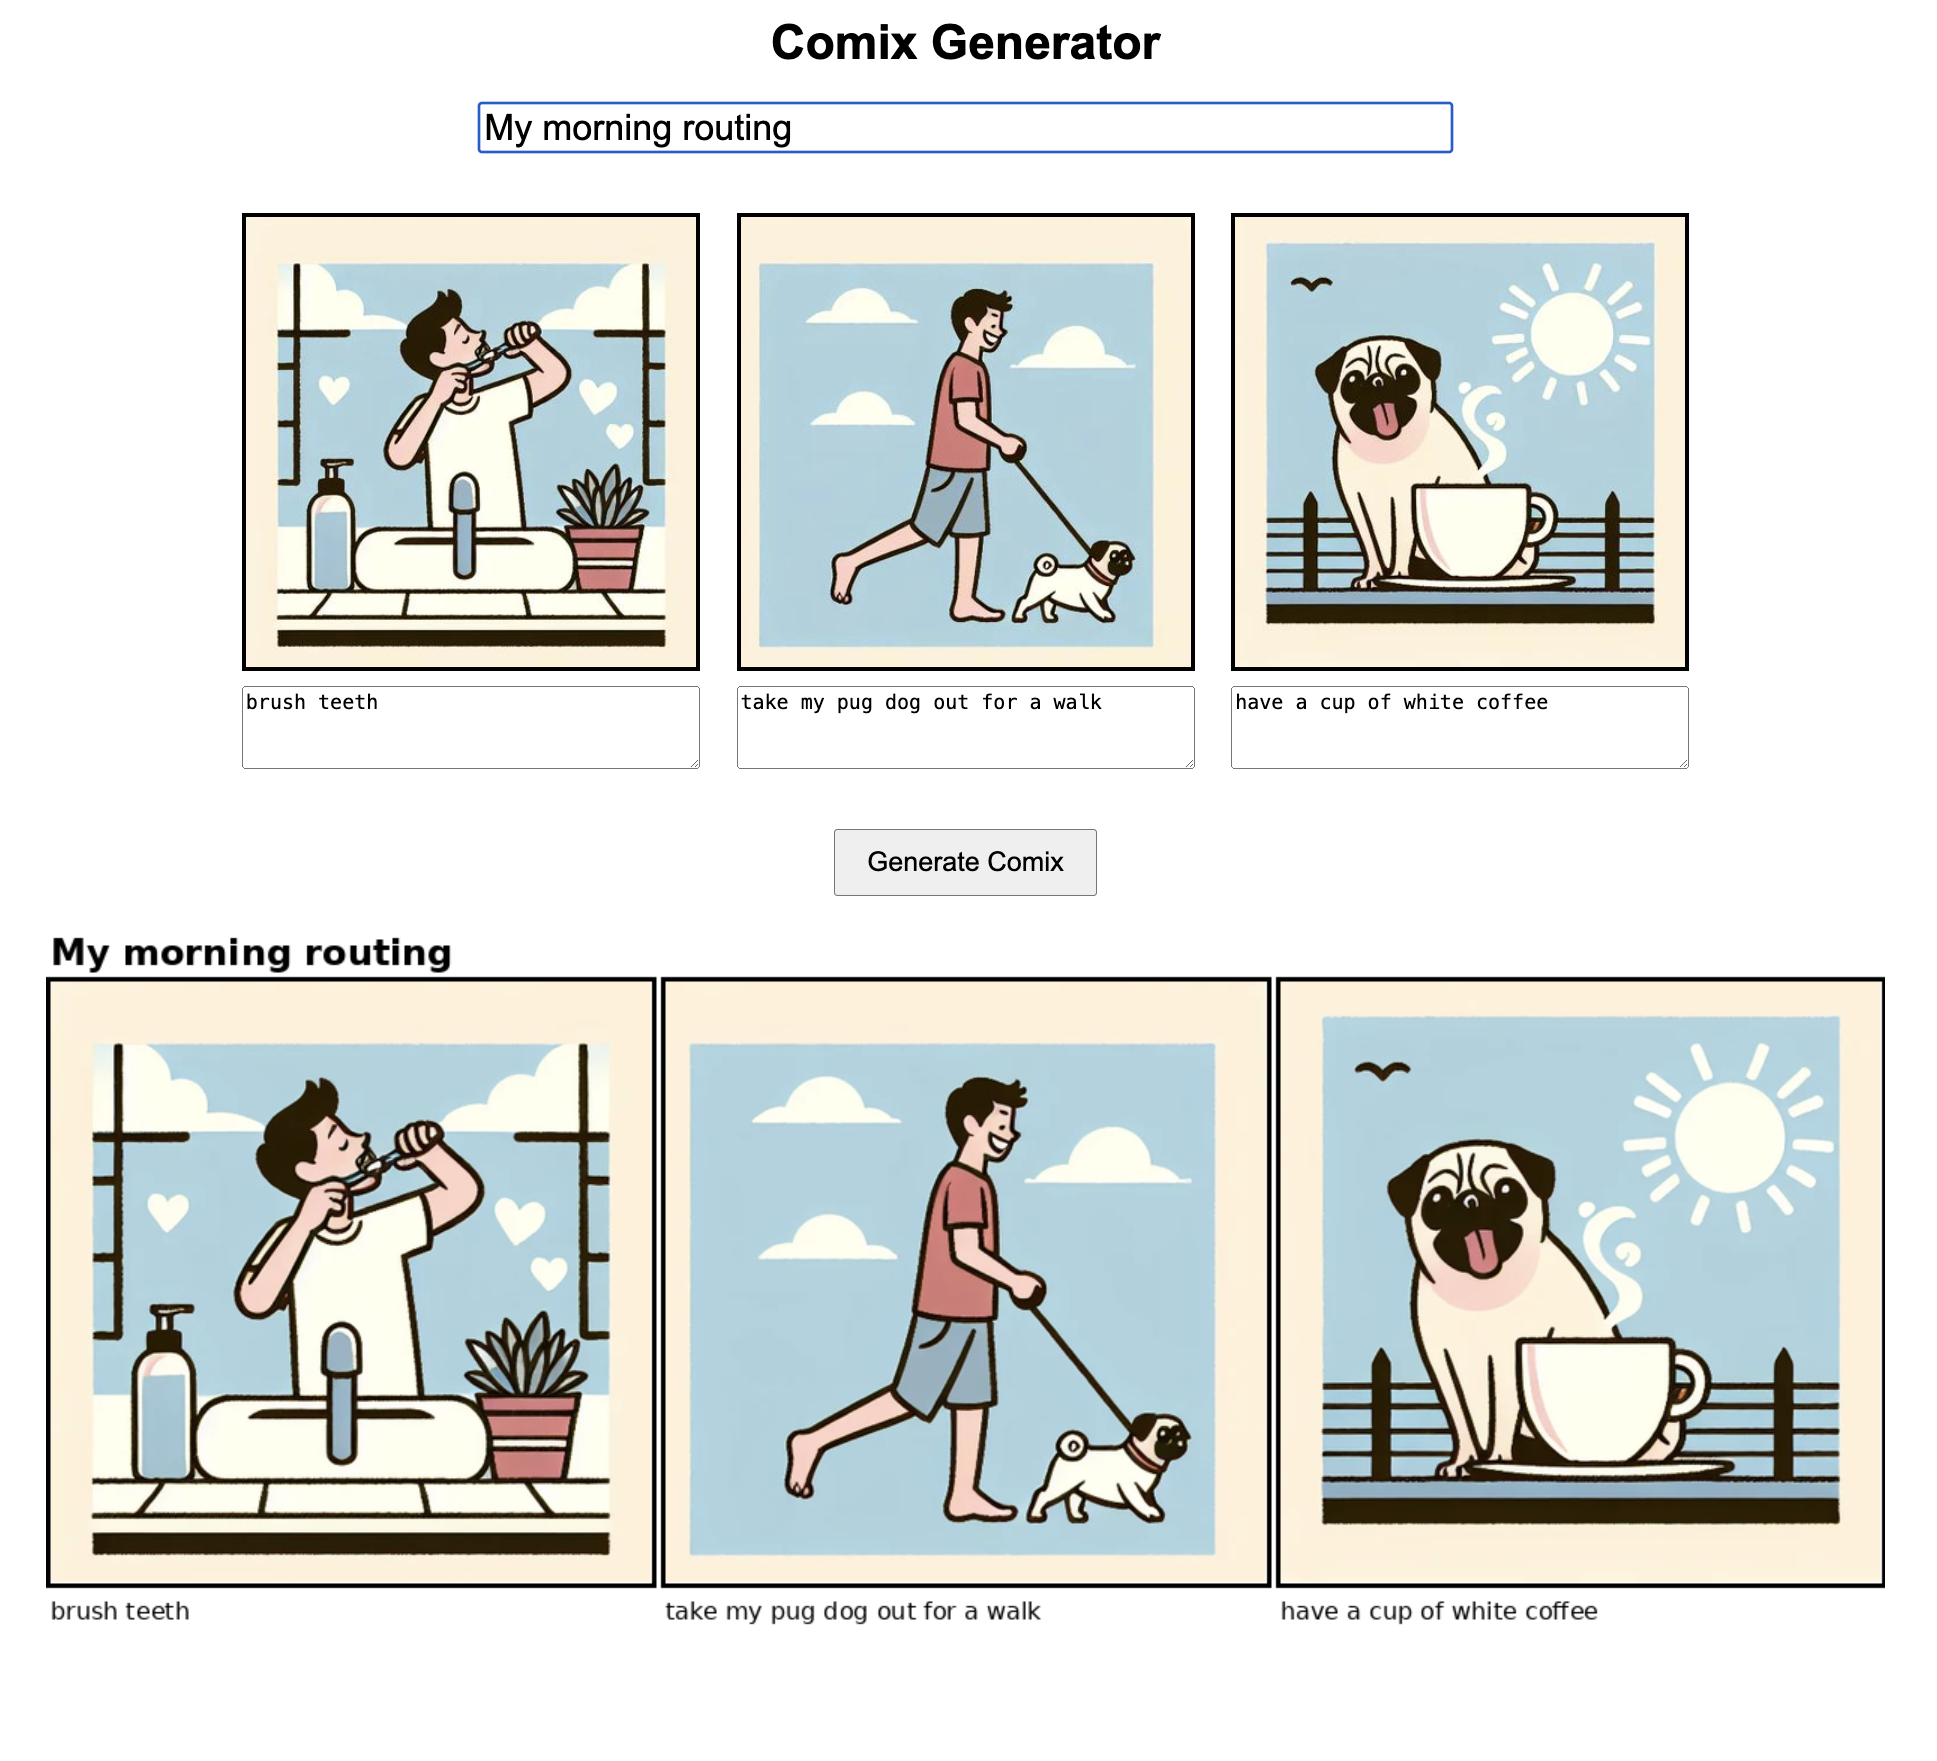 Comix Generator
My morning routing
brush teeth
take my pug dog out for a walk
have a cup of white coffee
Generate Comix
My morning routing
brush teeth
take my pug dog out for a walk
have a cup of white coffee